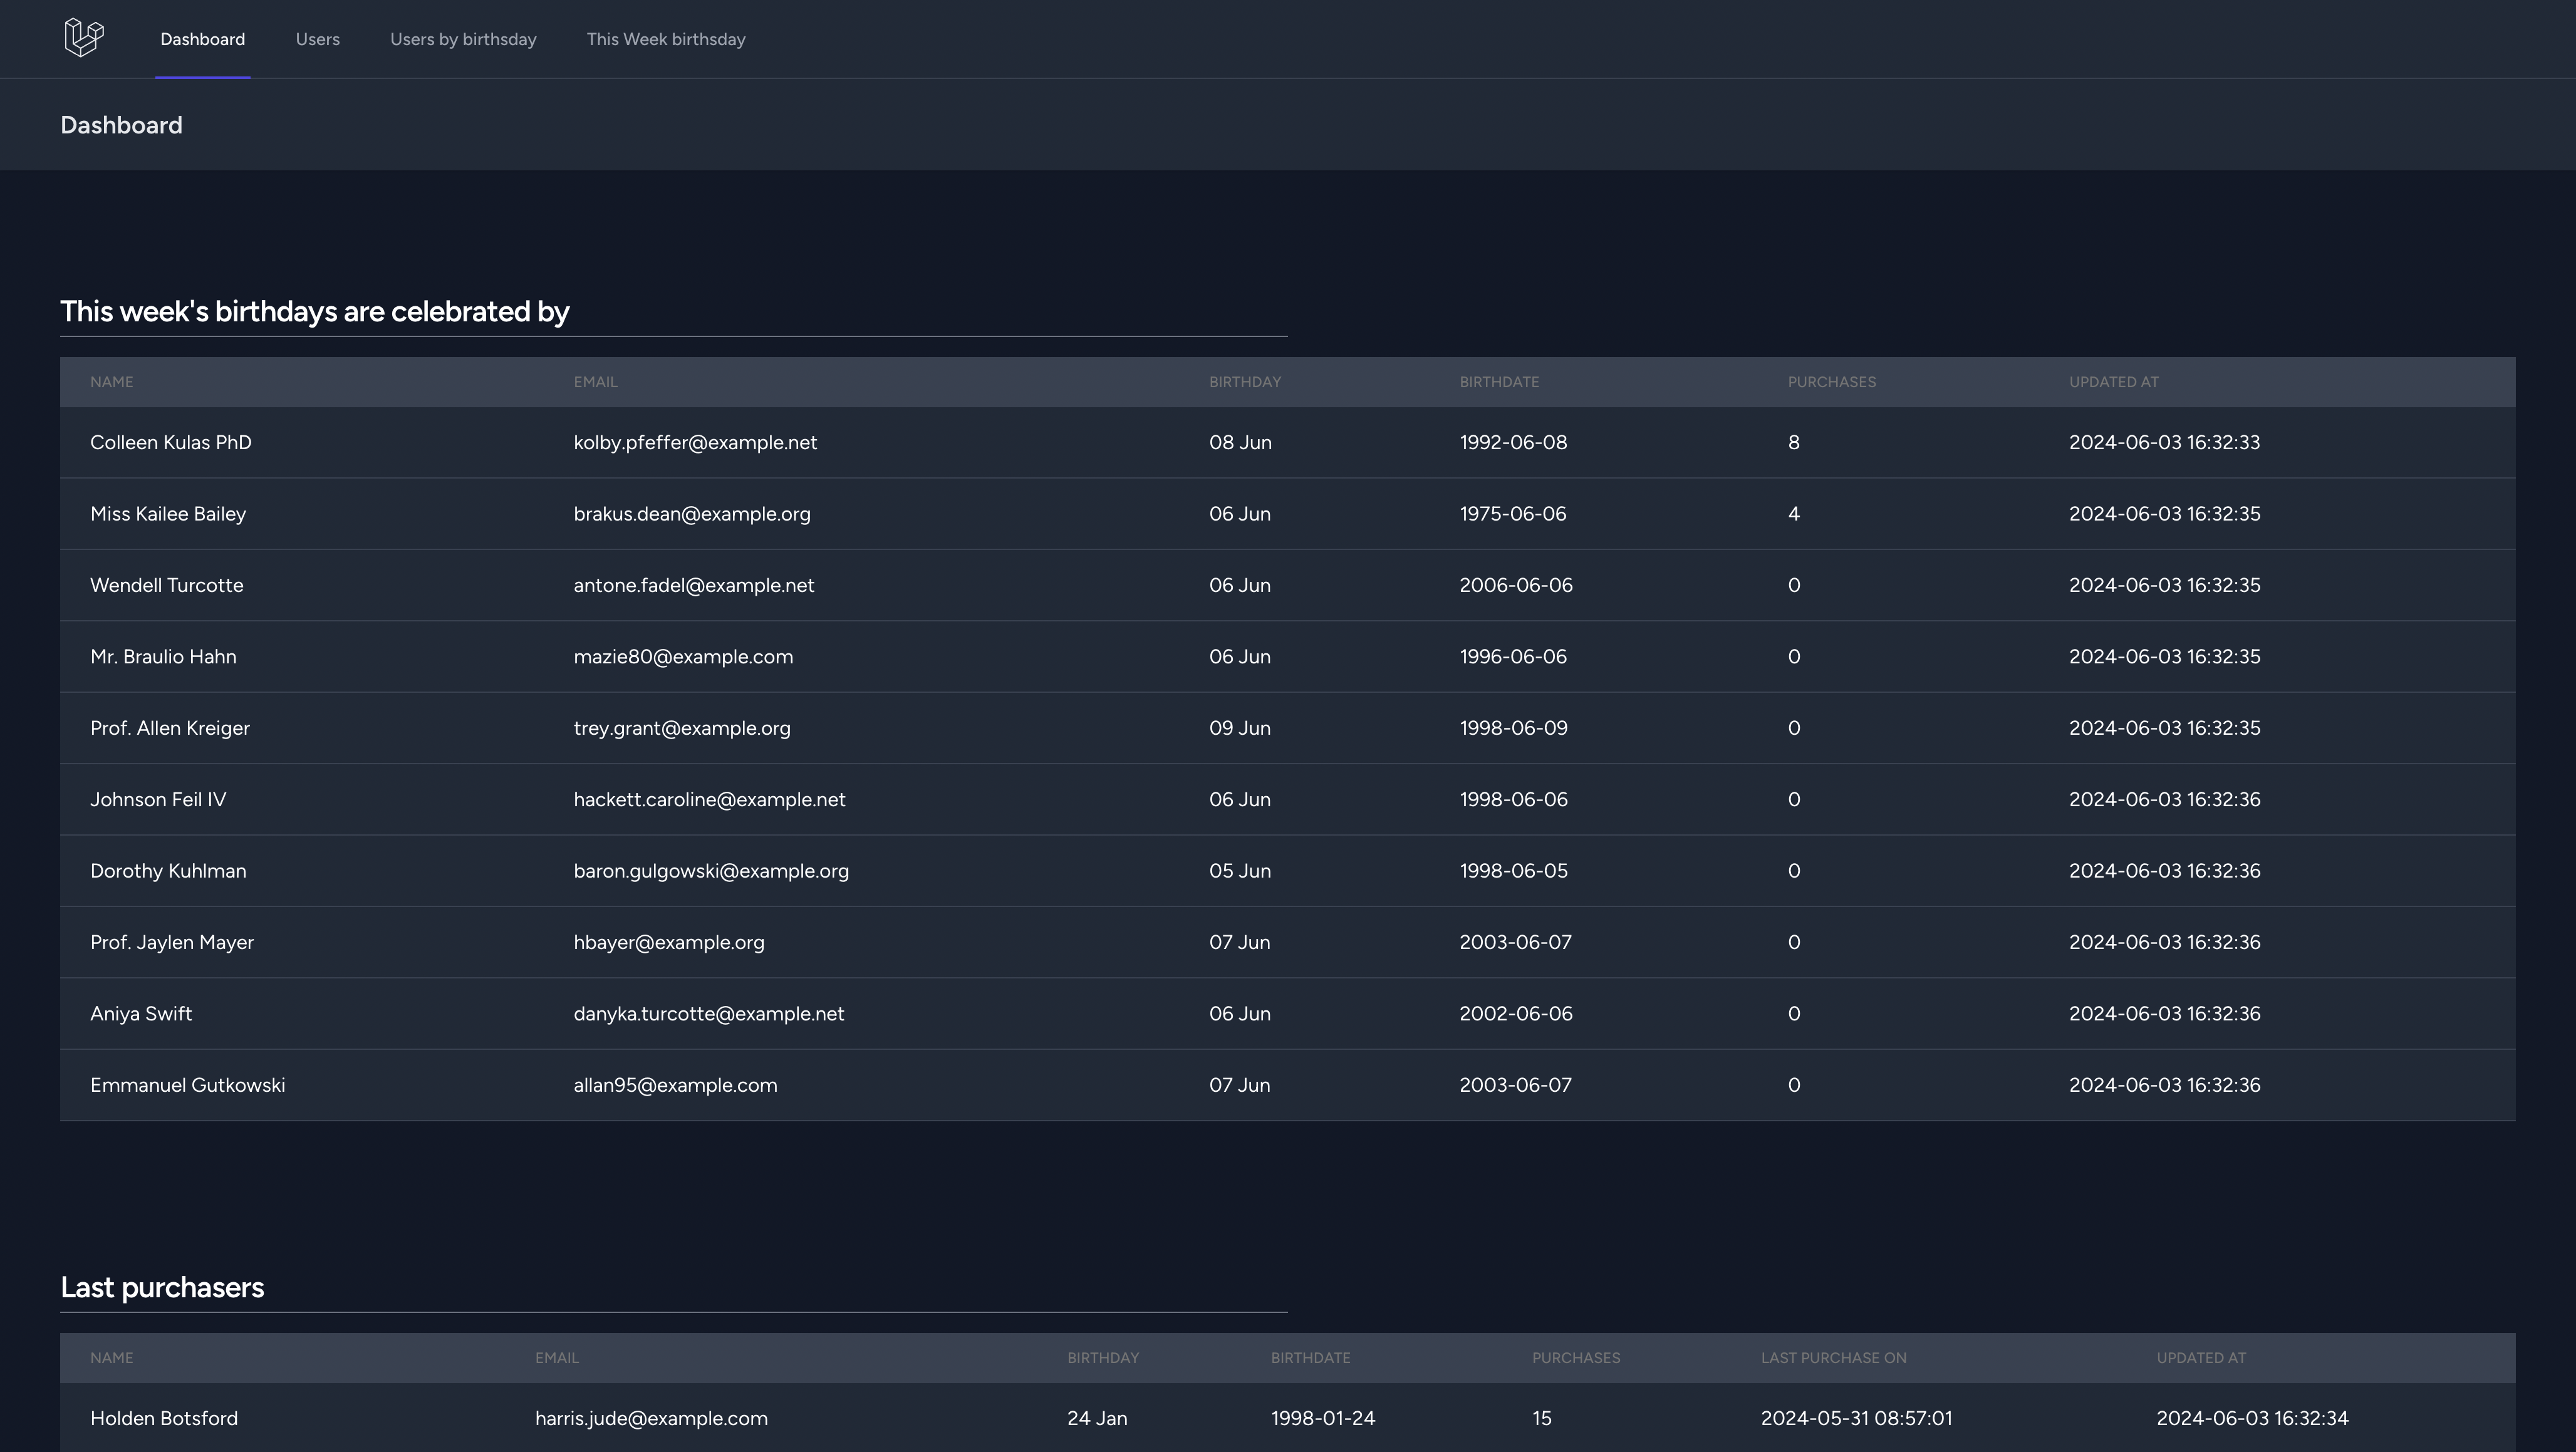 Dashboard Users Users by birthsday This Week birthsday
Dashboard
This week's birthdays are celebrated by
NAME EMAIL BIRTHDAY BIRTHDATE PURCHASES UPDATED AT
Colleen Kulas PhD kolby.pfeffer@example.net 08 Jun 1992-06-08 8 2024-06-03 16:32:33
Miss Kailee Bailey brakus.dean@example.org 06 Jun 1975-06-06 4 2024-06-03 16:32:35
Wendell Turcotte antone.fadel@example.net 06 Jun 2006-06-06 0 2024-06-03 16:32:35
Mr. Braulio Hahn mazie80@example.com 06 Jun 1996-06-06 0 2024-06-03 16:32:35
Prof. Allen Kreiger trey.grant@example.org 09 Jun 1998-06-09 0 2024-06-03 16:32:35
Johnson Feil IV hackett.caroline@example.net 06 Jun 1998-06-06 0 2024-06-03 16:32:36
Dorothy Kuhlman baron.gulgowski@example.org 05 Jun 1998-06-05 0 2024-06-03 16:32:36
Prof. Jaylen Mayer hbayer@example.org 07 Jun 2003-06-07 0 2024-06-03 16:32:36
Aniya Swift danyka.turcotte@example.net 06 Jun 2002-06-06 0 2024-06-03 16:32:36
Emmanuel Gutkowski allan95@example.com 07 Jun 2003-06-07 0 2024-06-03 16:32:36
Last purchasers
NAME EMAIL BIRTHDAY BIRTHDATE PURCHASES LAST PURCHASE ON UPDATED AT
Holden Botsford harris.jude@example.com 24 Jan 1998-01-24 15 2024-05-31 08:57:01 2024-06-03 16:32:34